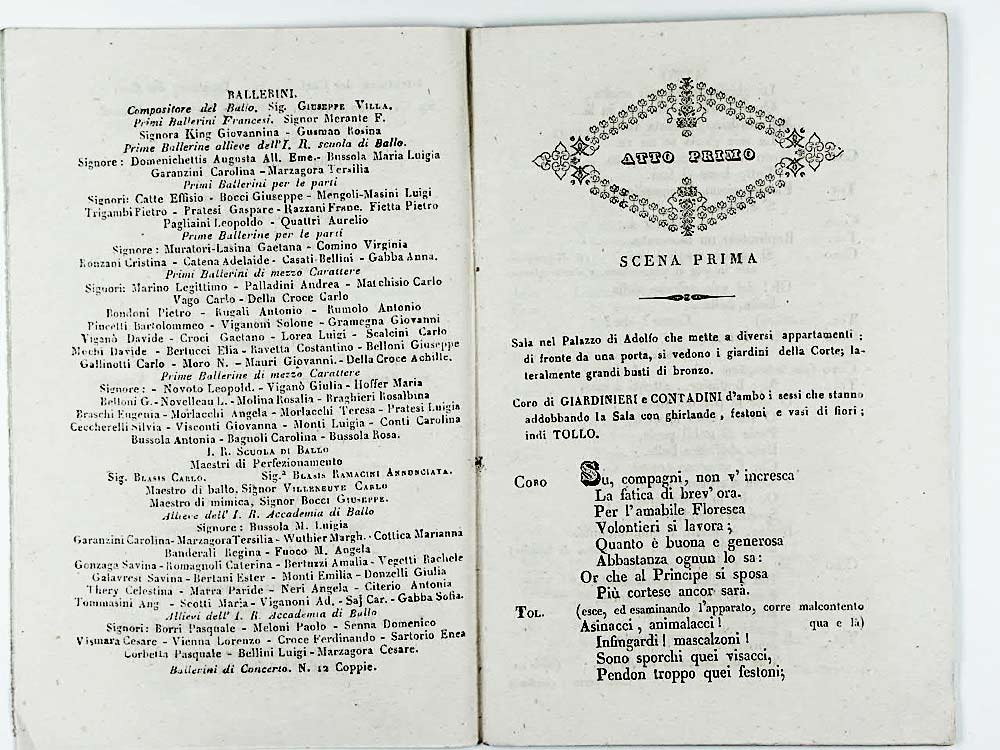 BALLERINI.
Compositore del Ballo. Sig. GIUSEPPE VILLA.
Primi Ballerini Francesi. Signor Merante F.
Signora King Giovannina - Gusman Rosina
Prime Ballerine allieve dell'I. R. scuola di Ballo.
Signore : Domenichettis Augusta All. Eme.- Bussola Maria Luigia
Garanzini Carolina - Marzagora Tersilia
Primi Ballerini per le parti
Signori: Catte Effisio - Bocci Giuseppe - Mengoli-Masini Luigi
Trigambi Pietro - Pratesi Gaspare - Razzani Franc. Fietta Pietro
Pagliaini Leopoldo - Quattri Aurelio
Prime Ballerine per le parti
Signore : Muratori-Lasina Gaetana - Comino Virginia
Ronzani Cristina - Catena Adelaide - Casati-Bellini - Gabba Anna.
Primi Ballerini di mezzo Carattere
Signori: Marino Legittimo - Palladini Andrea - Matchisio Carlo
Vago Carlo - Della Croce Carlo
Bondoni Pietro - Rugali Antonio - Rumolo Antonio
Pincetti Bartolommeo - Viganoni Solone - Gramegna Giovanni
Viganò Davide - Croci Gaetano - Lorea Luigi - Scalcini Carlo
Mochi Davide - Bertucci Elia - Ravetta Costantino - Belloni Giuseppe
Gallinotti Carlo - Moro N. - Mauri Giovanni.- Della Croce Achille.
Prime Ballerine di mezzo Carattere
Signore : - Novoto Leopold. - Viganò Giulia - Hoffer Maria
Belloni G. - Novelleau L.- Molina Rosalia - Braghieri Rosalbina
Braschi Eugenia - Morlacchi Angela - Morlacchi Teresa - Pratesi Luigia
Ceccherelli Silvia - Visconti Giovanna - Monti Luigia - Conti Carolina
Bussola Antonia - Bagnoli Carolina - Bussola Rosa.
I. R. SCUOLA DI BALLO
Maestri di Perfezionamento
Sig. BLASIS CARLO. Sig.ª BLASIS RAMACINI ANNUNCIATA.
Maestro di ballo, Signor VILLENEUVE CARLO
Maestro di mimica, Signor BOCCI GIUSEPPE.
Allieve dell' I. R. Accademia di Ballo
Signore : Bussola M. Luigia
Garanzini Carolina - Marzagora Tersilia - Wuthier Margh. - Cottica Marianna
Banderali Regina - Fuoco M. Angela
Gonzaga Savina - Romagnoli Caterina - Bertuzzi Amalia - Vegetti Rachele
Galavresi Savina - Bertani Ester - Monti Emilia - Donzelli Giulia
Thery Celestina - Marra Paride - Neri Angela - Citerio Antonia
Tommasini Ang - Scotti Maria - Viganoni Ad. - Saj Car. - Gabba Sofia.
Allievi dell' I. R. Accademia di Ballo
Signori: Borri Pasquale - Meloni Paolo - Senna Domenico
Vismara Cesare - Vienna Lorenzo - Croce Ferdinando - Sartorio Enea
Corbetta Pasquale - Bellini Luigi - Marzagora Cesare.
Ballerini di Concerto. N. 12 Coppie.
ATTO PRIMO
SCENA PRIMA
Sala nel Palazzo di Adolfo che mette a diversi appartamenti ;
di fronte da una porta, si vedono i giardini della Corte; la-
teralmente grandi busti di bronzo.
Coro di GIARDINIERI e CONTADINI d'ambo i sessi che stanno
addobbando la Sala con ghirlande , festoni e vasi di fiori ;
indi TOLLO.
CORO Su, compagni, non v' incresca
La fatica di brev' ora.
Per l' amabile Floresca
Volontieri si lavora ;
Quanto è buona e generosa
Abbastanza ognun lo sa :
Or che al Principe si sposa
Più cortese ancor sarà.
TOL. (esce, ed esaminando l'apparato, corre malcontento
Asinacci , animalacci ! qua e là)
Infingardi ! mascalzoni !
Sono sporchi quei visacci,
Pendon troppo quei festoni;